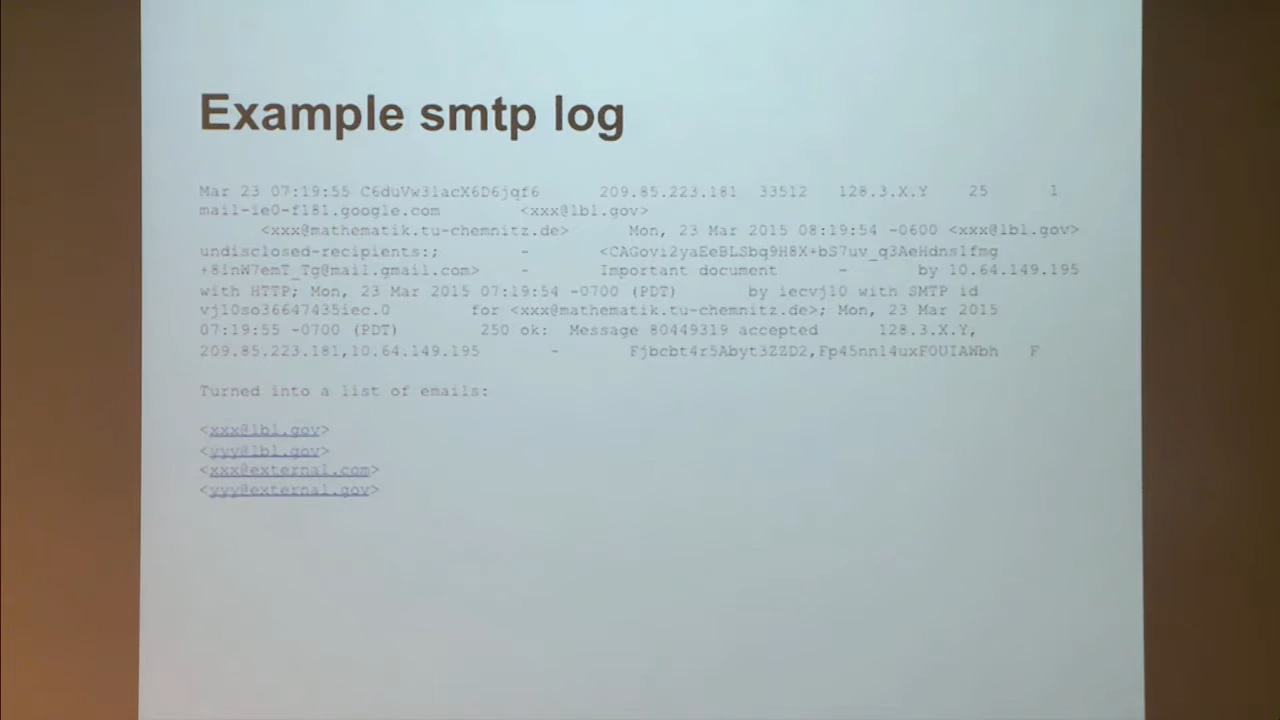 Example smtp log
Mar 23 07:19:55 C6duVw31acX6D6jqf6 209.85.223.181 33512 128.3.X.Y 25 1
mail-ie0-f181.google.com <xxx@lbl.gov>
<xxx@mathematik.tu-chemnitz.de> Mon, 23 Mar 2015 08:19:54 -0600 <xxx@lbl.gov>
undisclosed-recipients:; - <CAGovi2yaEeBLSbq9H8X+bS7uv_q3AeHdns1fmg
+8inW7emT_Tg@mail.gmail.com> - Important document - by 10.64.149.195
with HTTP; Mon, 23 Mar 2015 07:19:54 -0700 (PDT) by iecvj10 with SMTP id
vj10so36647435iec.0 for <xxx@mathematik.tu-chemnitz.de>; Mon, 23 Mar 2015
07:19:55 -0700 (PDT) 250 ok: Message 80449319 accepted 128.3.X.Y,
209.85.223.181,10.64.149.195 - Fjbcbt4r5Abyt3ZZD2,Fp45nn14uxF0UIAWbh F
Turned into a list of emails:
<xxx@lbl.gov>
<yyy@lbl.gov>
<xxx@external.com>
<yyy@external.gov>